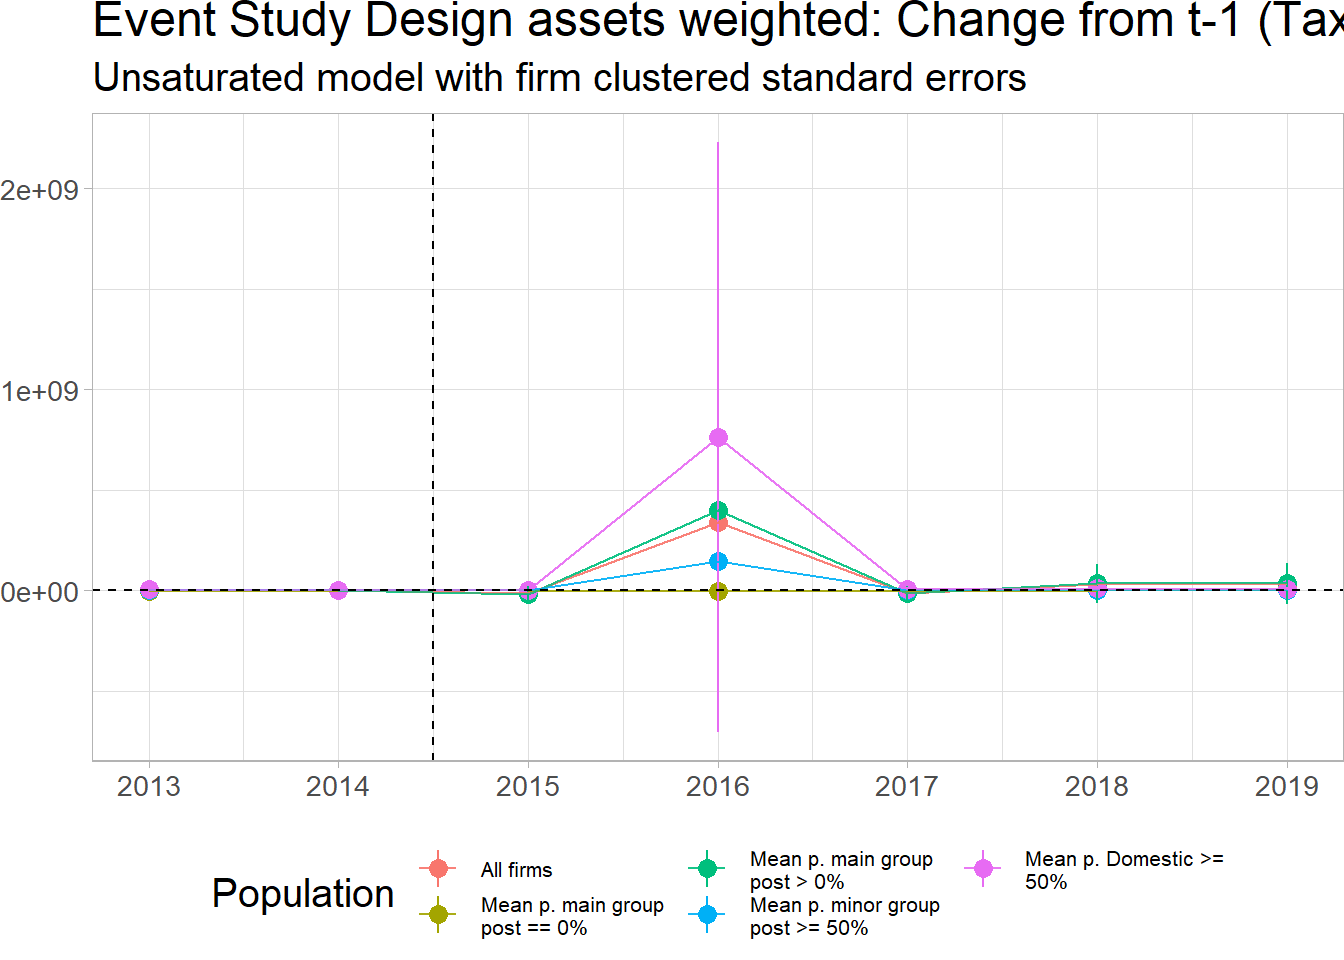 Event Study Design assets weighted: Change from t-1 (Tax
Unsaturated model with firm clustered standard errors
2e+09
1e+09
0e+00
2013 2014 2015 2016 2017 2018 2019
Population
All firms
Mean p. main group
post == 0%
Mean p. main group
post > 0%
Mean p. minor group
post >= 50%
Mean p. Domestic >=
50%